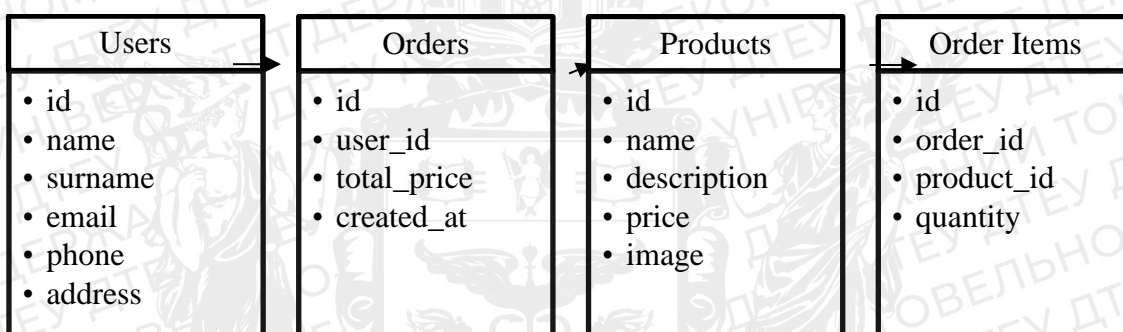 Users
• id
• name
• surname
• email
• phone
• address
Orders
• id
• user_id
• total_price
• created_at
Products
• id
• name
• description
• price
• image
Order Items
• id
• order_id
• product_id
• quantity